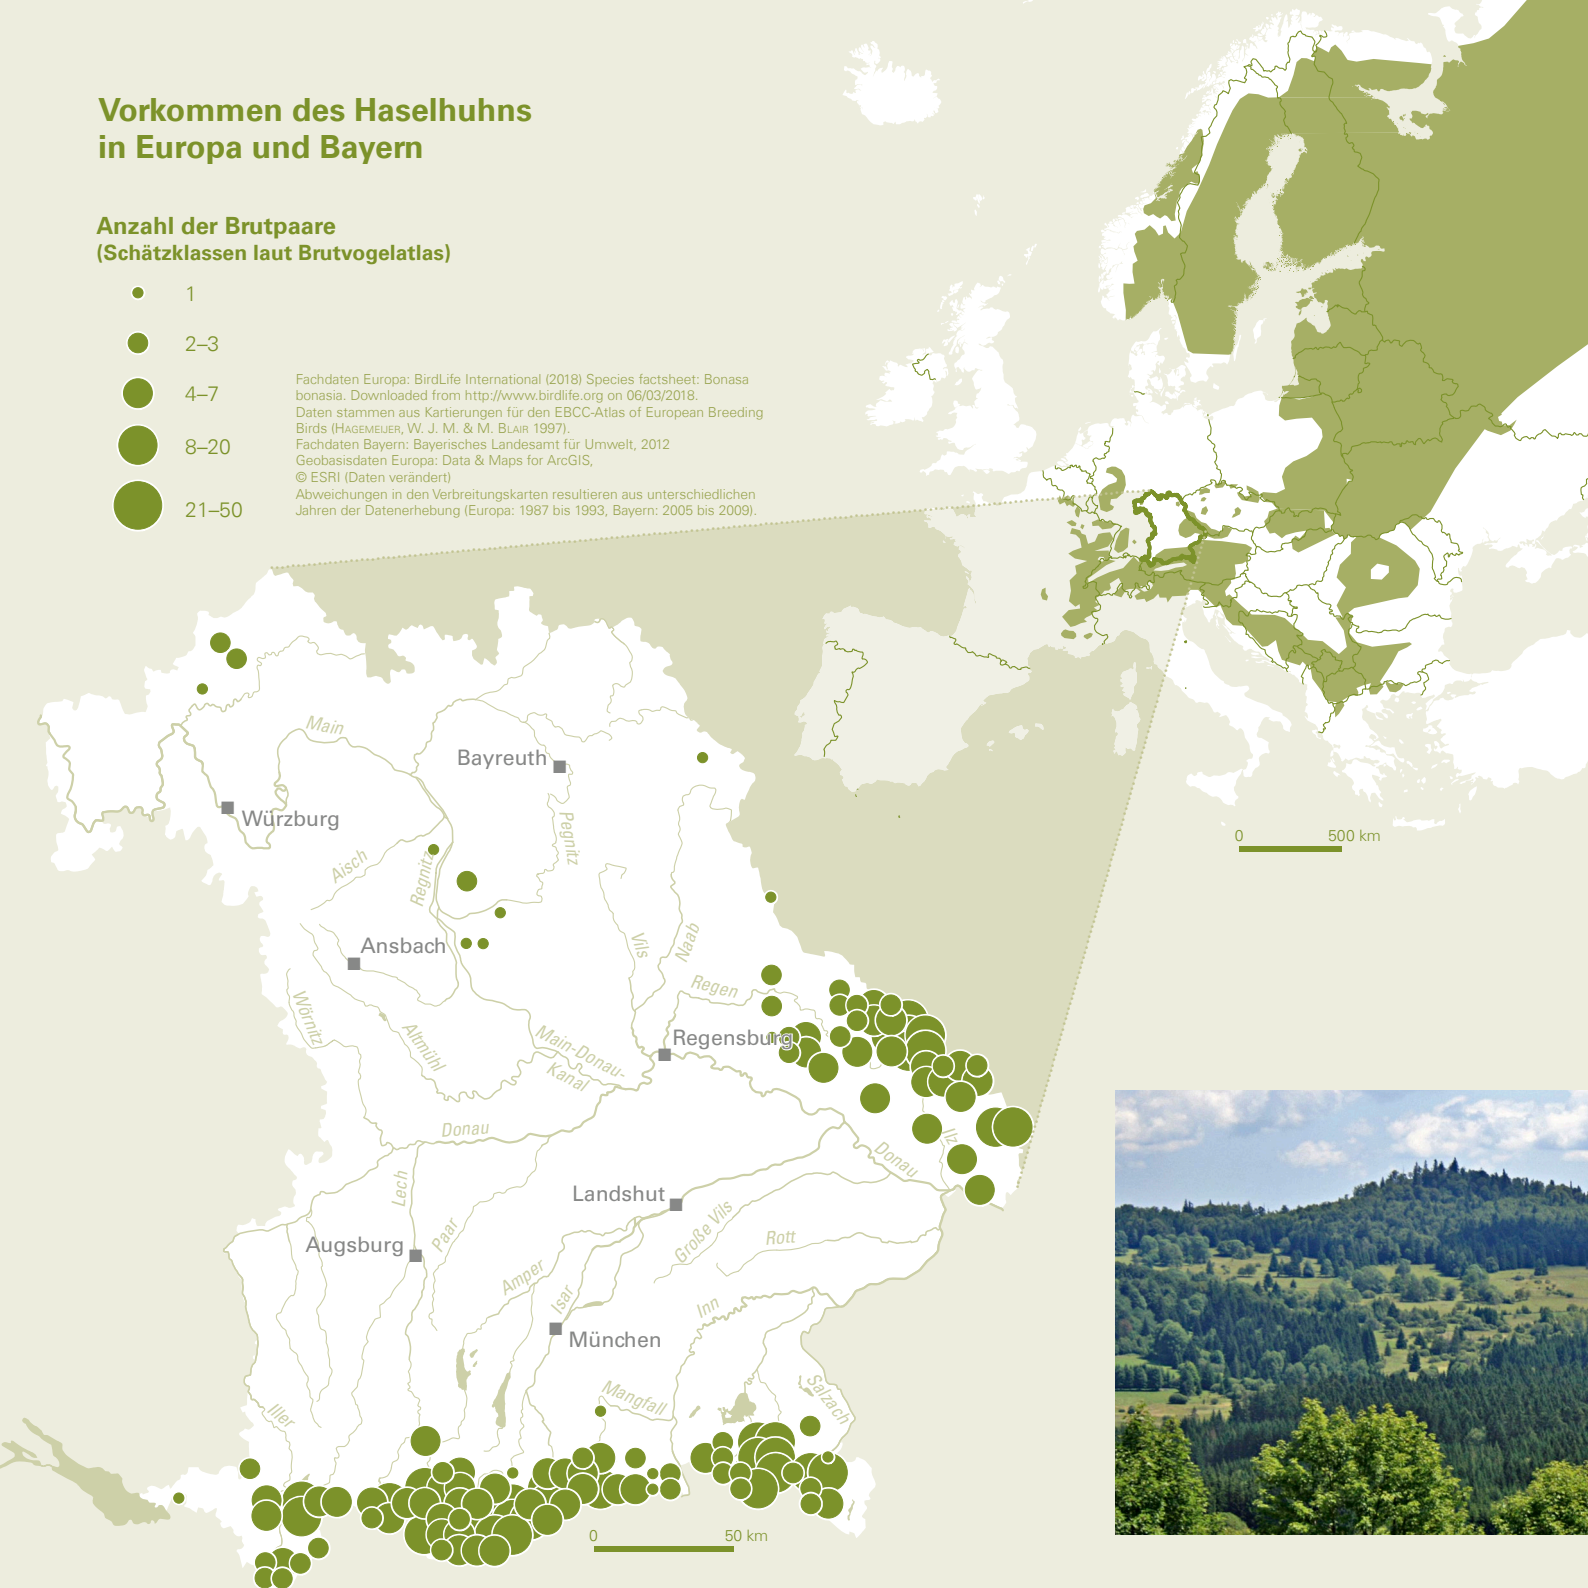 Vorkommen des Haselhuhns
in Europa und Bayern
Anzahl der Brutpaare
(Schätzklassen laut Brutvogelatlas)
1
2–3
4–7
8–20
21–50
Fachdaten Europa: BirdLife International (2018) Species factsheet: Bonasa
bonasia. Downloaded from http://www.birdlife.org on 06/03/2018.
Daten stammen aus Kartierungen für den EBCC-Atlas of European Breeding
Birds (HAGEMEIJER, W. J. M. & M. BLAIR 1997).
Fachdaten Bayern: Bayerisches Landesamt für Umwelt, 2012
Geobasisdaten Europa: Data & Maps for ArcGIS,
© ESRI (Daten verändert)
Abweichungen in den Verbreitungskarten resultieren aus unterschiedlichen
Jahren der Datenerhebung (Europa: 1987 bis 1993, Bayern: 2005 bis 2009).
0 500 km
Main
Bayreuth
Würzburg
Pegnitz
Aisch
Regnitz
Ansbach
Vils
Naab
Regen
Wörnitz
Altmühl
Main-Donau-
Kanal
Regensburg
Donau
Ilz
Donau
Lech
Landshut
Paar
Große Vils
Augsburg
Rott
Amper
Isar
Inn
München
Mangfall
Salzach
Iller
0 50 km